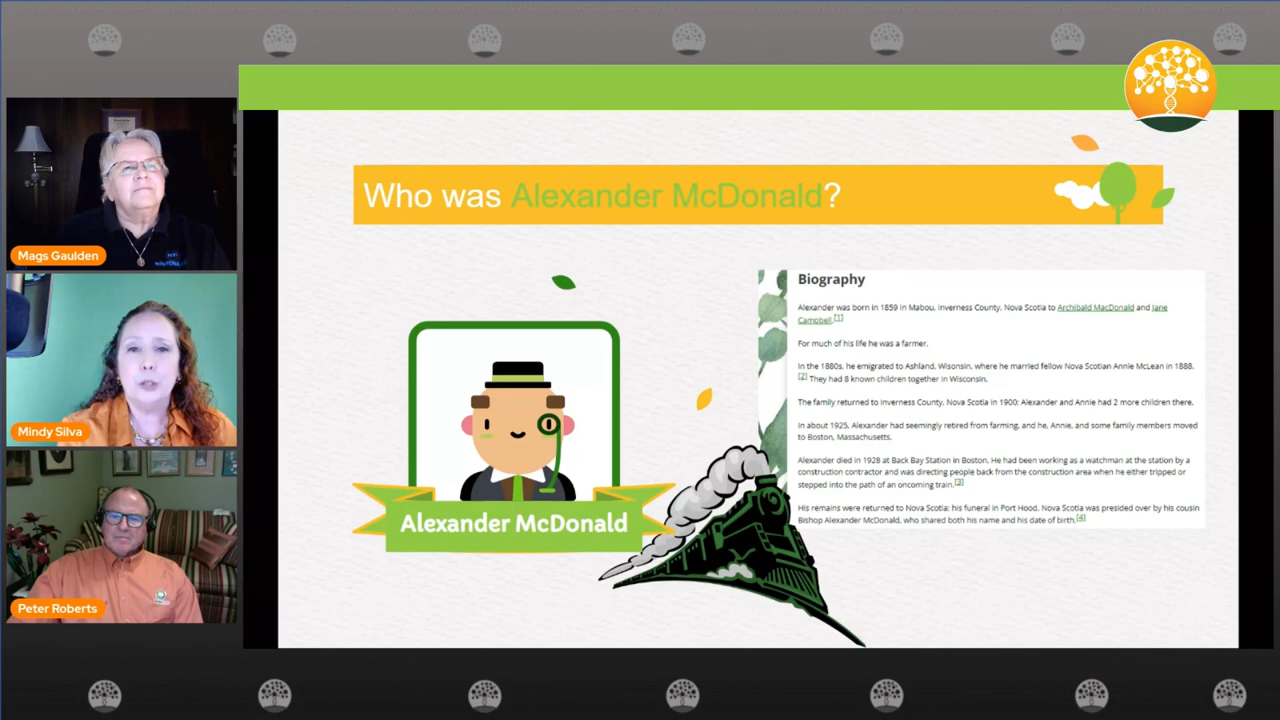 Mags Gaulden
Mindy Silva
Peter Roberts
Who was Alexander McDonald?
Alexander McDonald
Biography
Alexander was born in 1859 in Mabou, Inverness County, Nova Scotia to Archibald MacDonald and Jane
Campbell.[1]
For much of his life he was a farmer.
In the 1880s, he emigrated to Ashland, Wisonsin, where he married fellow Nova Scotian Annie McLean in 1888.
[2] They had 8 known children together in Wisconsin.
The family returned to Inverness County, Nova Scotia in 1900; Alexander and Annie had 2 more children there.
In about 1925, Alexander had seemingly retired from farming, and he, Annie, and some family members moved
to Boston, Massachusetts.
Alexander died in 1928 at Back Bay Station in Boston. He had been working as a watchman at the station by a
construction contractor and was directing people back from the construction area when he either tripped or
stepped into the path of an oncoming train.[3]
His remains were returned to Nova Scotia; his funeral in Port Hood, Nova Scotia was presided over by his cousin
Bishop Alexander McDonald, who shared both his name and his date of birth.[4]